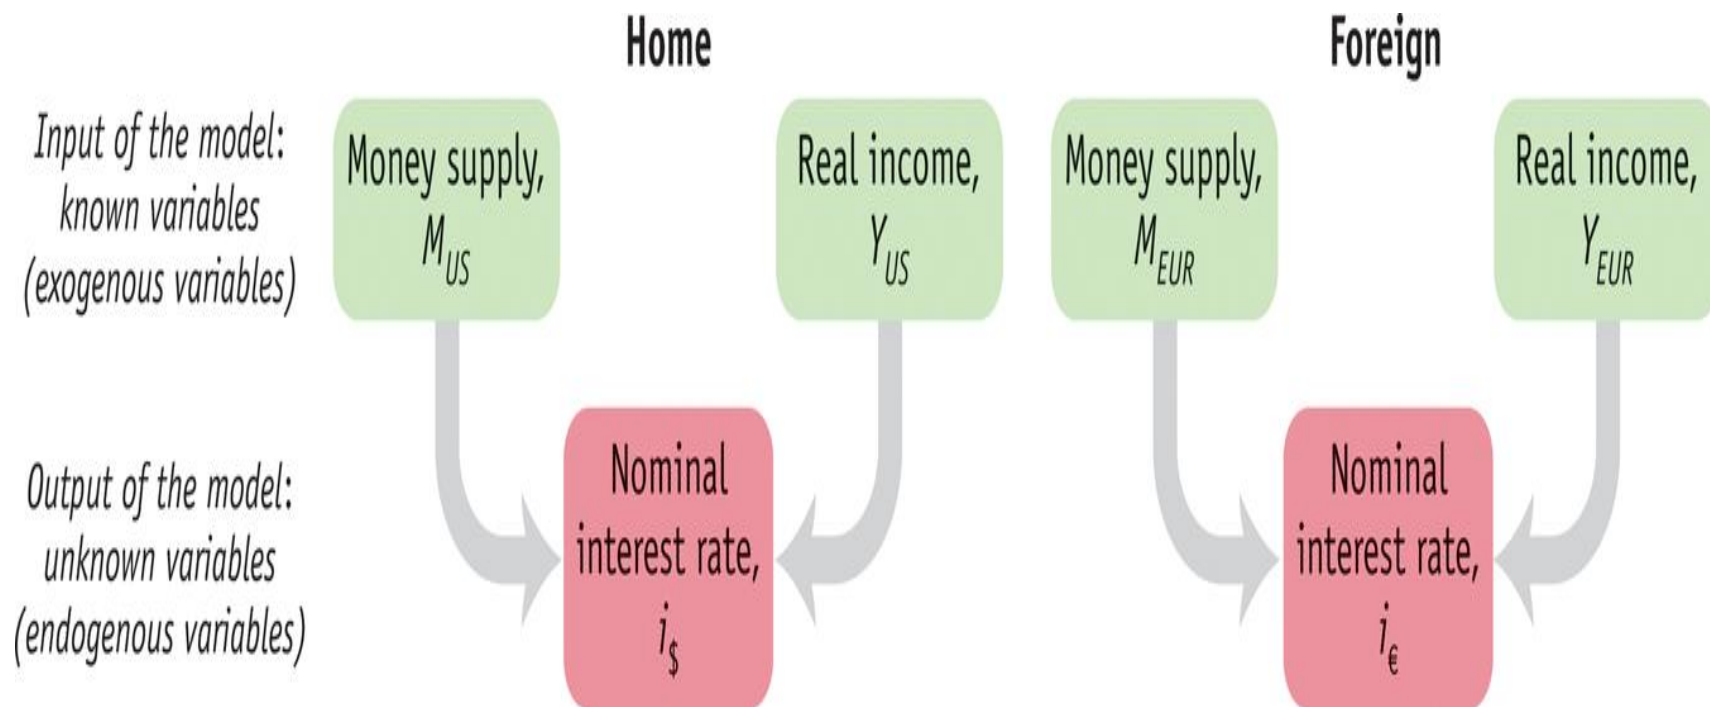 Home
Foreign
Input of the model:
known variables
(exogenous variables)
Money supply,
M_US
Real income,
Y_US
Money supply,
M_EUR
Real income,
Y_EUR
Output of the model:
unknown variables
(endogenous variables)
Nominal
interest rate,
i_$
Nominal
interest rate,
i_€